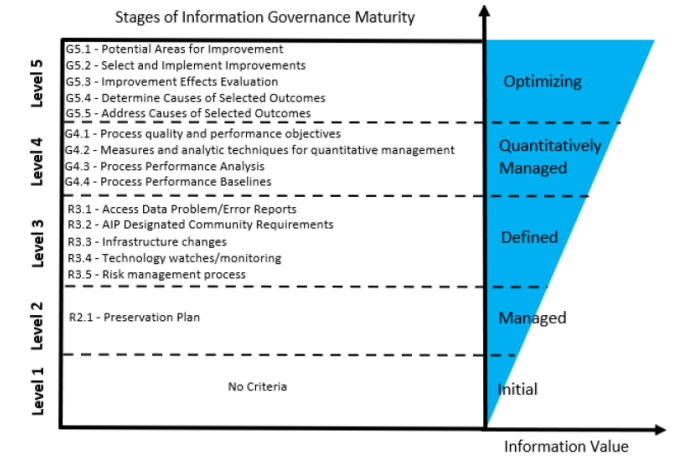 Stages of Information Governance Maturity
Level 5
G5.1 - Potential Areas for Improvement
G5.2 - Select and Implement Improvements
G5.3 - Improvement Effects Evaluation
G5.4 - Determine Causes of Selected Outcomes
G5.5 - Address Causes of Selected Outcomes
Optimizing
Level 4
G4.1 - Process quality and performance objectives
G4.2 - Measures and analytic techniques for quantitative management
G4.3 - Process Performance Analysis
G4.4 - Process Performance Baselines
Quantitatively
Managed
Level 3
R3.1 - Access Data Problem/Error Reports
R3.2 - AIP Designated Community Requirements
R3.3 - Infrastructure changes
R3.4 - Technology watches/monitoring
R3.5 - Risk management process
Defined
Level 2
R2.1 - Preservation Plan
Managed
Level 1
No Criteria
Initial
Information Value